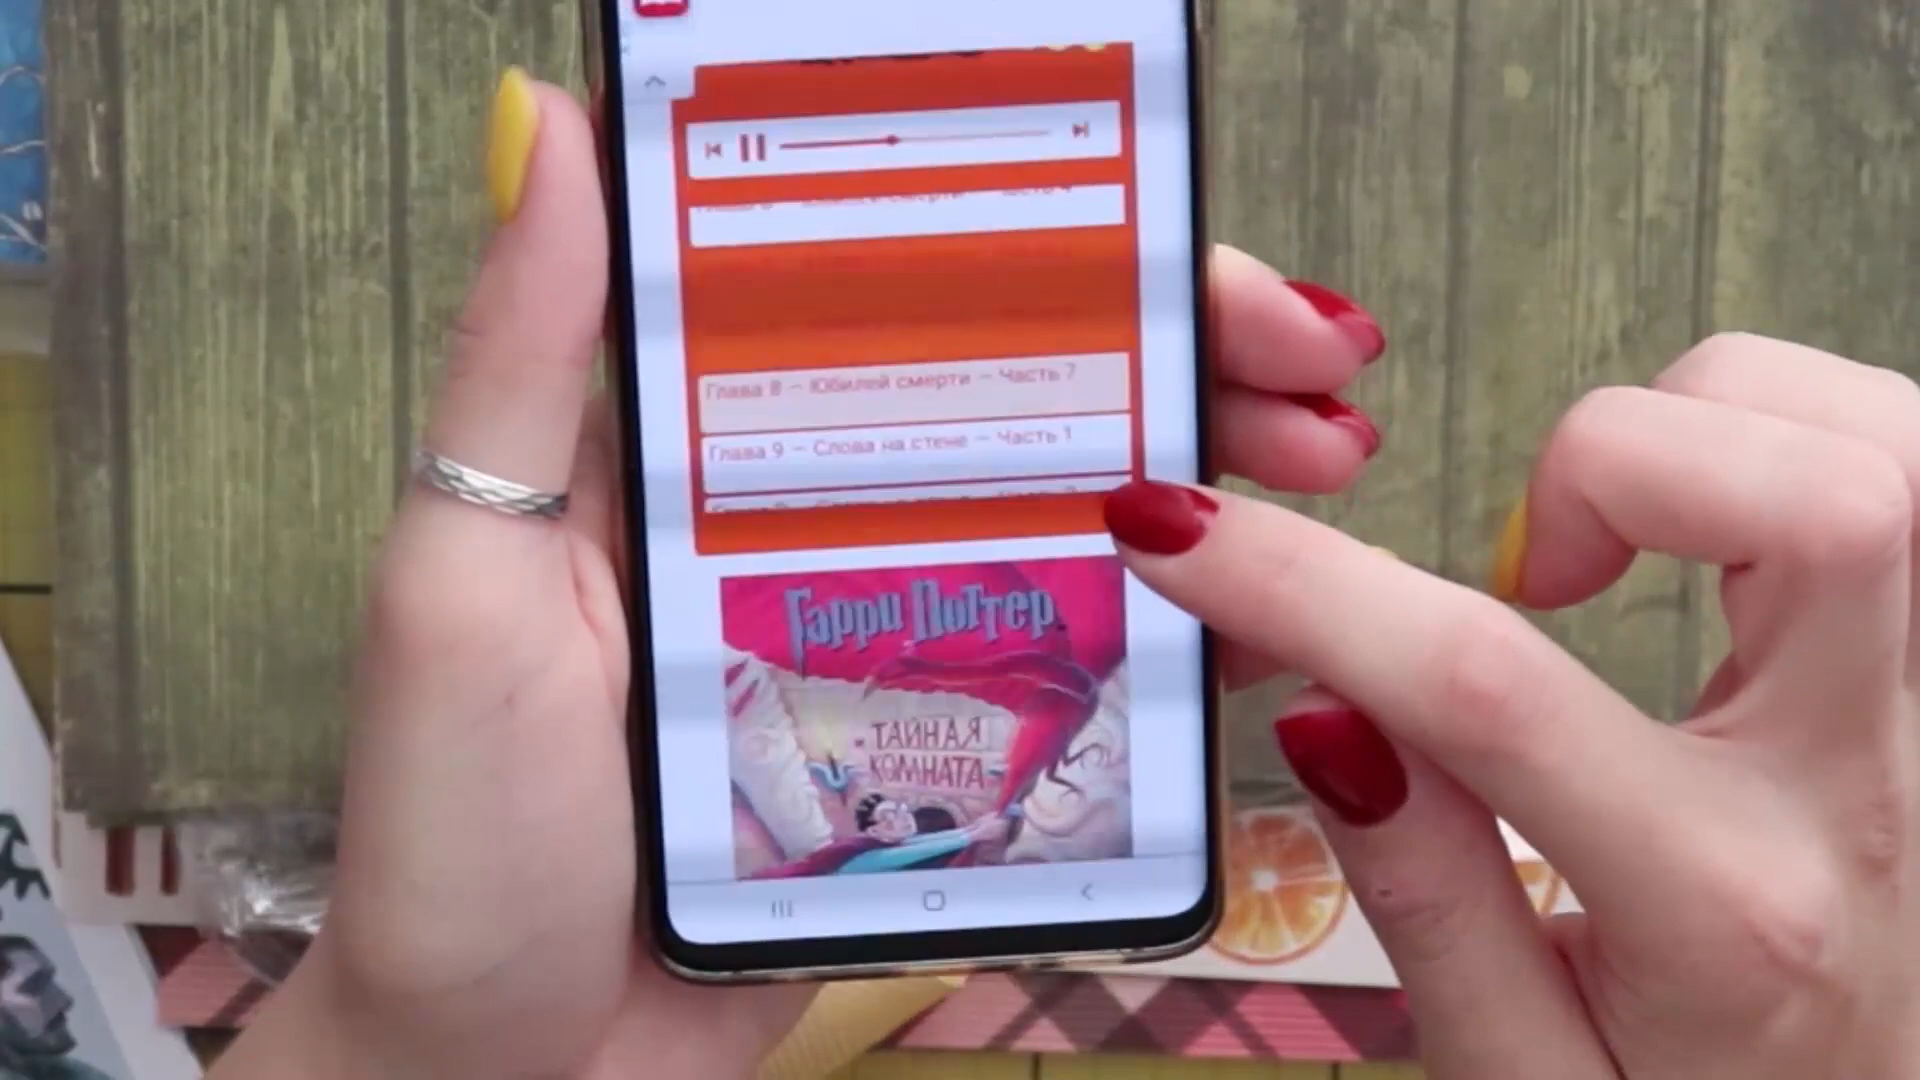 Глава 8 – Юбилей смерти – Часть 7
Глава 9 – Слова на стене – Часть 1
Гарри Поттер
ТАЙНАЯ
КОМНАТА